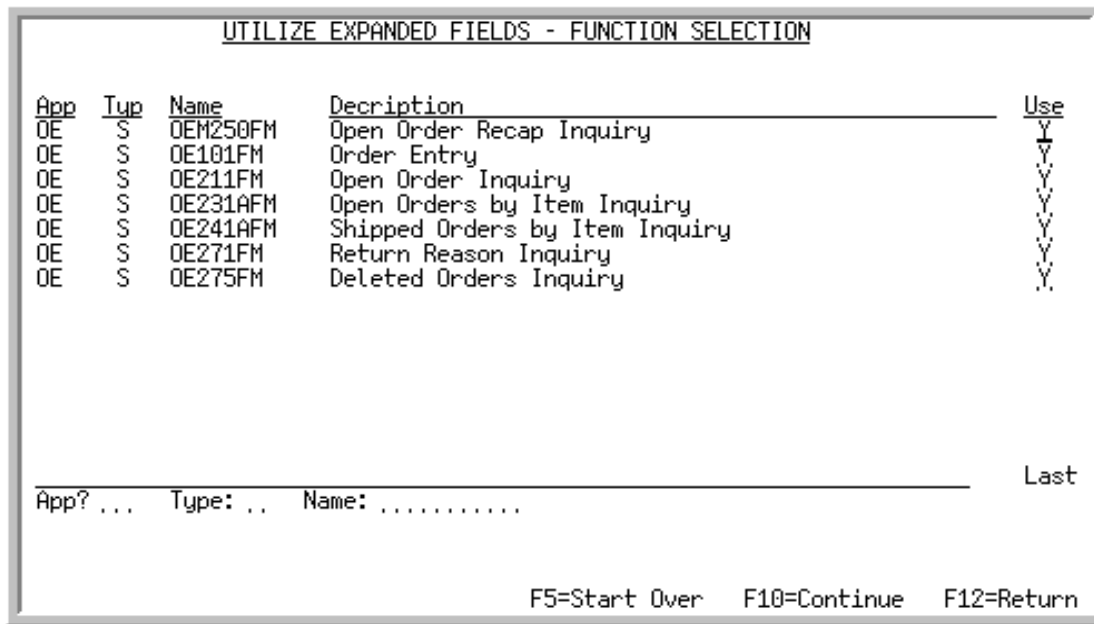 UTILIZE EXPANDED FIELDS - FUNCTION SELECTION
App Typ Name Decription Use
OE S OEM250FM Open Order Recap Inquiry Y
OE S OE101FM Order Entry Y
OE S OE211FM Open Order Inquiry Y
OE S OE231AFM Open Orders by Item Inquiry Y
OE S OE241AFM Shipped Orders by Item Inquiry Y
OE S OE271FM Return Reason Inquiry Y
OE S OE275FM Deleted Orders Inquiry Y
Last
App? ... Type: .. Name: ...........
F5=Start Over F10=Continue F12=Return